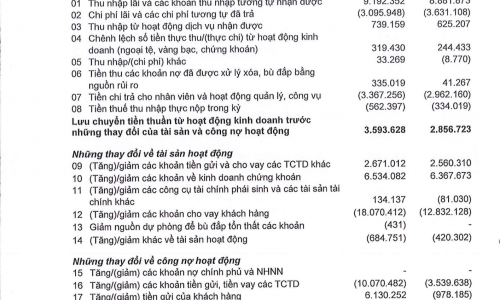 01 Thu nhập lãi và các khoản thu nhập tương tự nhận được 9.192.352 8.881.873
02 Chi phí lãi và các chi phí tương tự đã trả (3.095.948) (3.631.108)
03 Thu nhập từ hoạt động dịch vụ nhận được 739.159 625.207
04 Chênh lệch số tiền thực thu/(thực chi) từ hoạt động kinh
doanh (ngoại tệ, vàng bạc, chứng khoán) 319.430 244.433
05 Thu nhập/(chi phí) khác 33.269 (8.770)
06 Tiền thu các khoản nợ đã được xử lý xóa, bù đắp bằng
nguồn rủi ro 335.019 41.267
07 Tiền chi trả cho nhân viên và hoạt động quản lý, công vụ (3.367.256) (2.962.160)
08 Tiền thuế thu nhập thực nộp trong kỳ (562.397) (334.019)
Lưu chuyển tiền thuần từ hoạt động kinh doanh trước
những thay đổi của tài sản và công nợ hoạt động 3.593.628 2.856.723
Những thay đổi về tài sản hoạt động
09 (Tăng)/giảm các khoản tiền gửi và cho vay các TCTD khác 2.671.012 2.560.310
10 (Tăng)/giảm các khoản về kinh doanh chứng khoán 6.534.082 6.367.673
11 (Tăng)/giảm các công cụ tài chính phái sinh và các tài sản tài
chính khác 134.137 (81.030)
12 (Tăng)/giảm các khoản cho vay khách hàng (18.070.412) (12.832.128)
13 Giảm nguồn dự phòng để bù đắp tổn thất các khoản (431) -
14 (Tăng)/giảm khác về tài sản hoạt động (684.751) (420.185)
Những thay đổi về công nợ hoạt động
15 Tăng/(giảm) các khoản nợ chính phủ và NHNN - -
16 Tăng/(giảm) các khoản tiền gửi, tiền vay các TCTD (10.070.482) (3.539.638)
17 Tăng/(giảm) tiền gửi của khách hàng 6.130.252 (978.185)